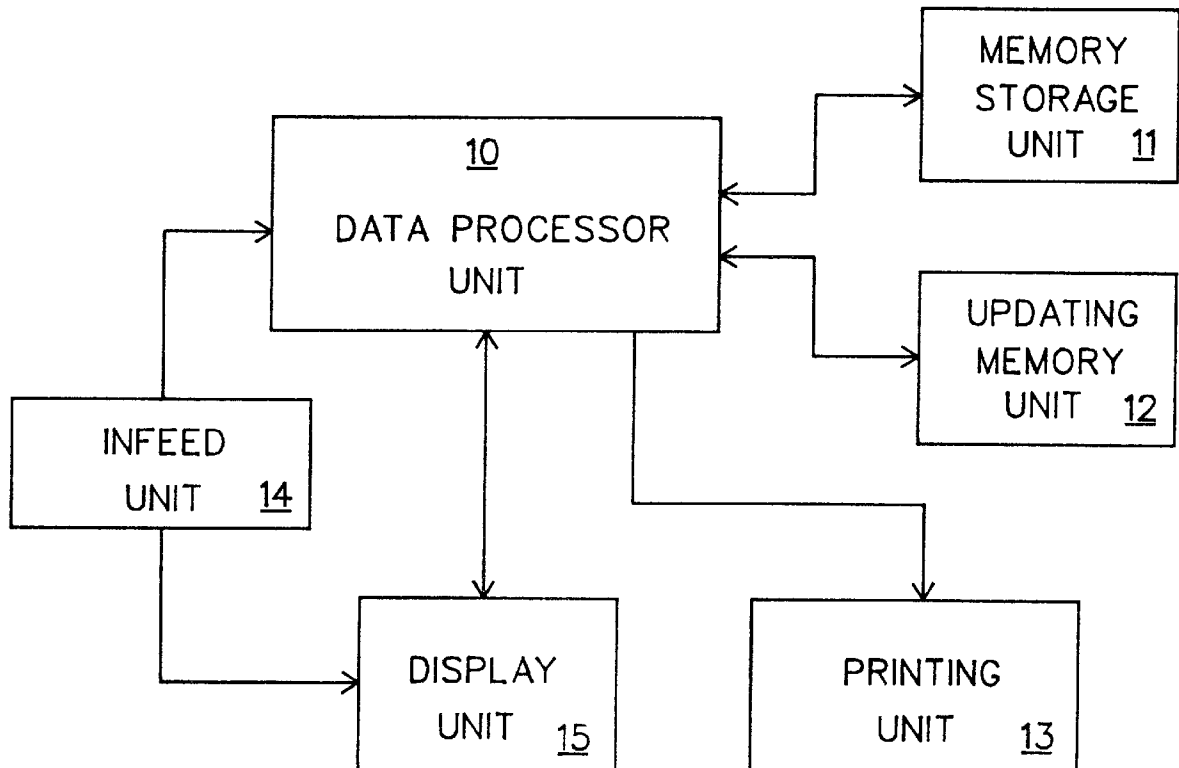 MEMORY
STORAGE
UNIT 11
10
DATA PROCESSOR
UNIT
UPDATING
MEMORY
UNIT 12
INFEED
UNIT 14
DISPLAY
UNIT 15
PRINTING
UNIT 13